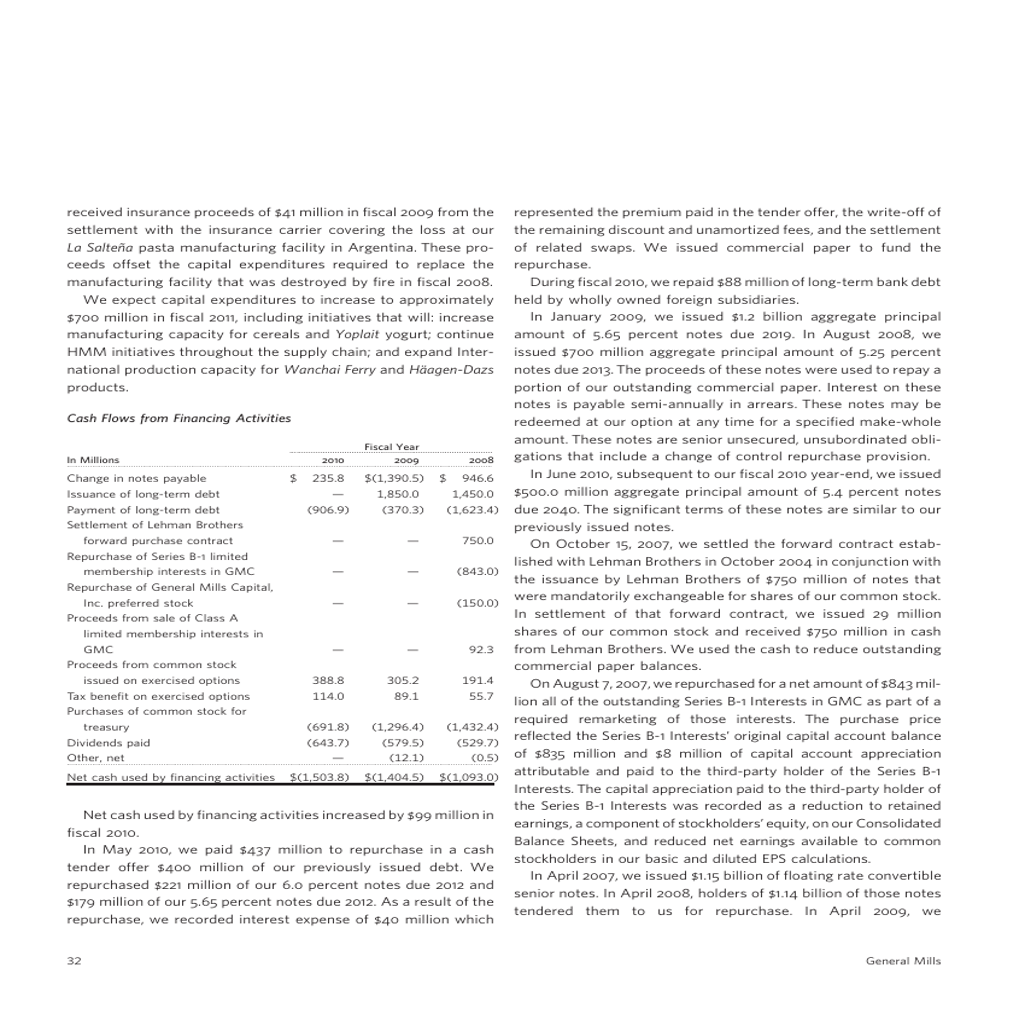 received insurance proceeds of $41 million in fiscal 2009 from the
settlement with the insurance carrier covering the loss at our
La Salteña pasta manufacturing facility in Argentina. These pro-
ceeds offset the capital expenditures required to replace the
manufacturing facility that was destroyed by fire in fiscal 2008.
We expect capital expenditures to increase to approximately
$700 million in fiscal 2011, including initiatives that will: increase
manufacturing capacity for cereals and Yoplait yogurt; continue
HMM initiatives throughout the supply chain; and expand Inter-
national production capacity for Wanchai Ferry and Häagen-Dazs
products.
Cash Flows from Financing Activities
Fiscal Year
In Millions 2010 2009 2008
Change in notes payable $ 235.8 $(1,390.5) $ 946.6
Issuance of long-term debt — 1,850.0 1,450.0
Payment of long-term debt (906.9) (370.3) (1,623.4)
Settlement of Lehman Brothers
forward purchase contract — — 750.0
Repurchase of Series B-1 limited
membership interests in GMC — — (843.0)
Repurchase of General Mills Capital,
Inc. preferred stock — — (150.0)
Proceeds from sale of Class A
limited membership interests in
GMC — — 92.3
Proceeds from common stock
issued on exercised options 388.8 305.2 191.4
Tax benefit on exercised options 114.0 89.1 55.7
Purchases of common stock for
treasury (691.8) (1,296.4) (1,432.4)
Dividends paid (643.7) (579.5) (529.7)
Other, net — (12.1) (0.5)
Net cash used by financing activities $(1,503.8) $(1,404.5) $(1,093.0)
Net cash used by financing activities increased by $99 million in
fiscal 2010.
In May 2010, we paid $437 million to repurchase in a cash
tender offer $400 million of our previously issued debt. We
repurchased $221 million of our 6.0 percent notes due 2012 and
$179 million of our 5.65 percent notes due 2012. As a result of the
repurchase, we recorded interest expense of $40 million which
represented the premium paid in the tender offer, the write-off of
the remaining discount and unamortized fees, and the settlement
of related swaps. We issued commercial paper to fund the
repurchase.
During fiscal 2010, we repaid $88 million of long-term bank debt
held by wholly owned foreign subsidiaries.
In January 2009, we issued $1.2 billion aggregate principal
amount of 5.65 percent notes due 2019. In August 2008, we
issued $700 million aggregate principal amount of 5.25 percent
notes due 2013. The proceeds of these notes were used to repay a
portion of our outstanding commercial paper. Interest on these
notes is payable semi-annually in arrears. These notes may be
redeemed at our option at any time for a specified make-whole
amount. These notes are senior unsecured, unsubordinated obli-
gations that include a change of control repurchase provision.
In June 2010, subsequent to our fiscal 2010 year-end, we issued
$500.0 million aggregate principal amount of 5.4 percent notes
due 2040. The significant terms of these notes are similar to our
previously issued notes.
On October 15, 2007, we settled the forward contract estab-
lished with Lehman Brothers in October 2004 in conjunction with
the issuance by Lehman Brothers of $750 million of notes that
were mandatorily exchangeable for shares of our common stock.
In settlement of that forward contract, we issued 29 million
shares of our common stock and received $750 million in cash
from Lehman Brothers. We used the cash to reduce outstanding
commercial paper balances.
On August 7, 2007, we repurchased for a net amount of $843 mil-
lion all of the outstanding Series B-1 Interests in GMC as part of a
required remarketing of those interests. The purchase price
reflected the Series B-1 Interests' original capital account balance
of $835 million and $8 million of capital account appreciation
attributable and paid to the third-party holder of the Series B-1
Interests. The capital appreciation paid to the third-party holder of
the Series B-1 Interests was recorded as a reduction to retained
earnings, a component of stockholders' equity, on our Consolidated
Balance Sheets, and reduced net earnings available to common
stockholders in our basic and diluted EPS calculations.
In April 2007, we issued $1.15 billion of floating rate convertible
senior notes. In April 2008, holders of $1.14 billion of those notes
tendered them to us for repurchase. In April 2009, we
32
General Mills